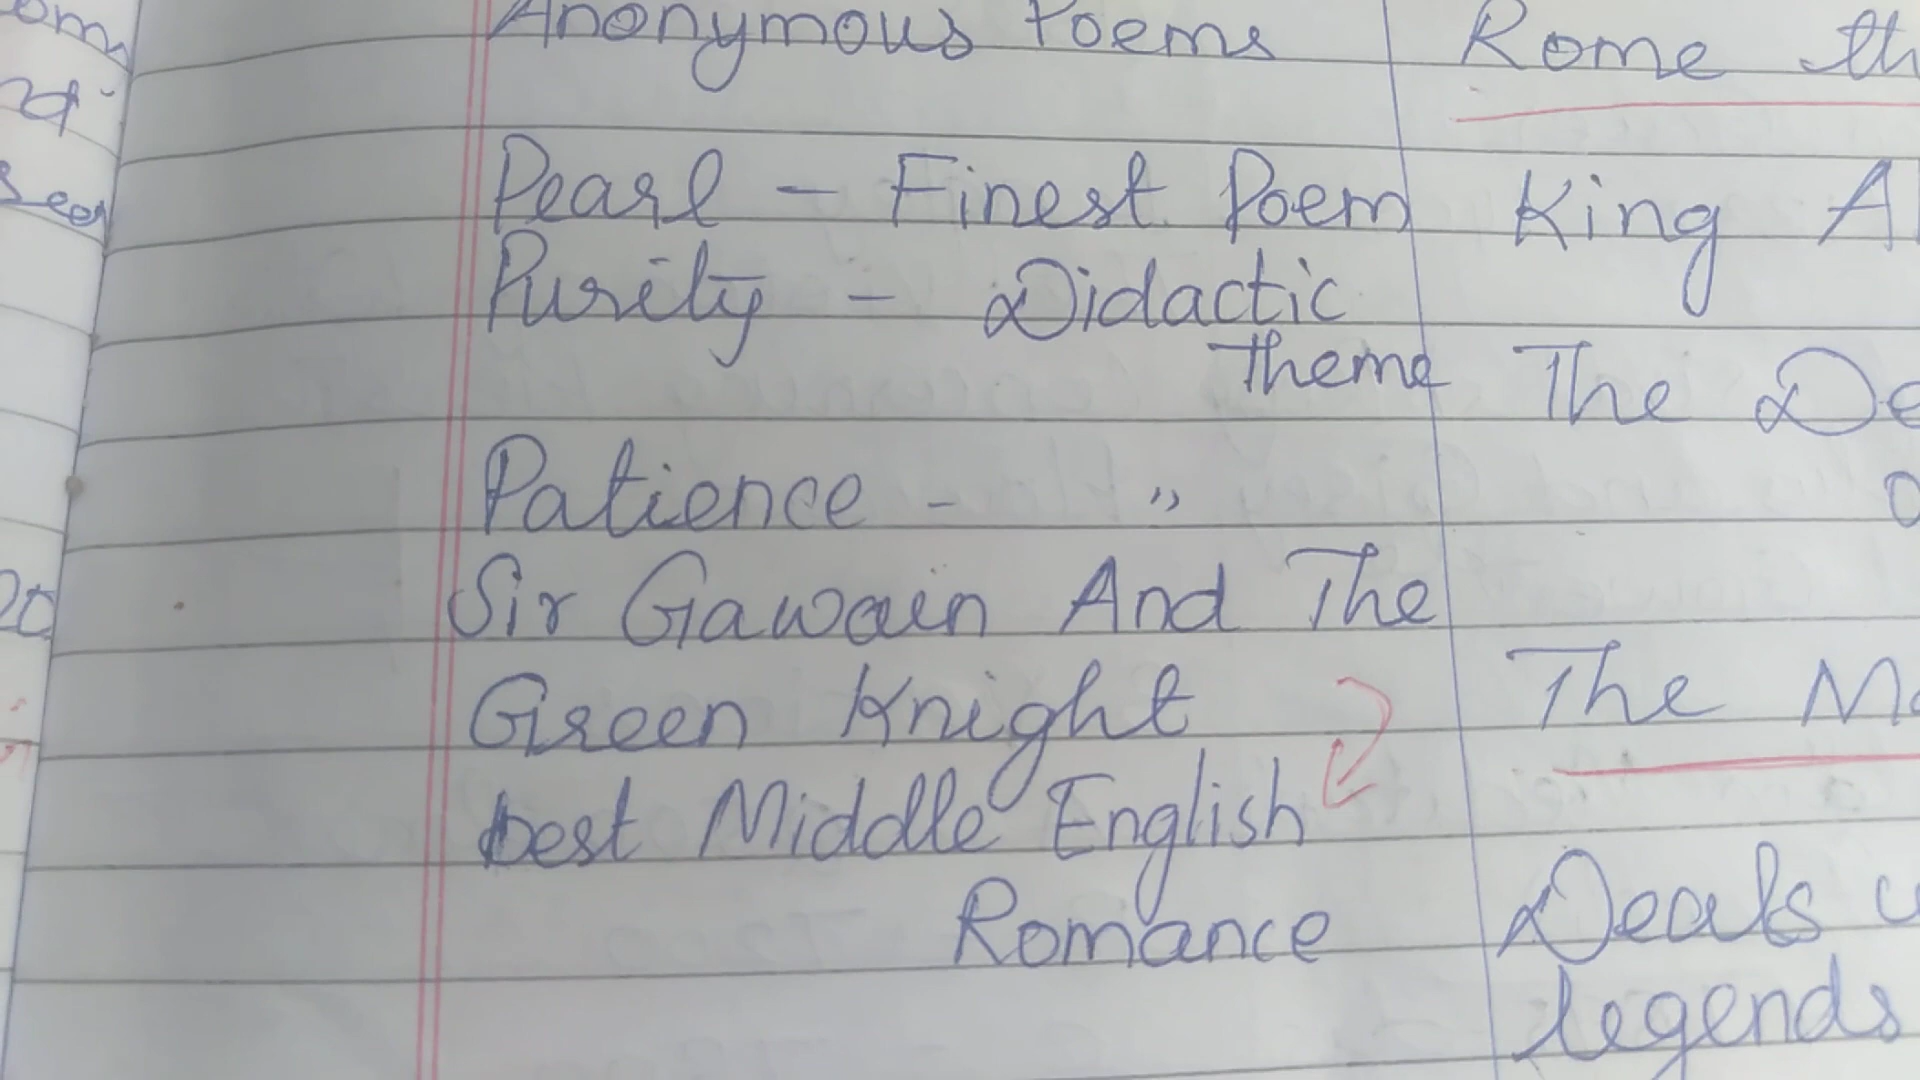 Anonymous Poems
Pearl - Finest Poem
Purity - Didactic
Theme
Patience - "
Sir Gawain And The
Green Knight
best Middle English
Romance
Rome
King
The
The
Deals
legends